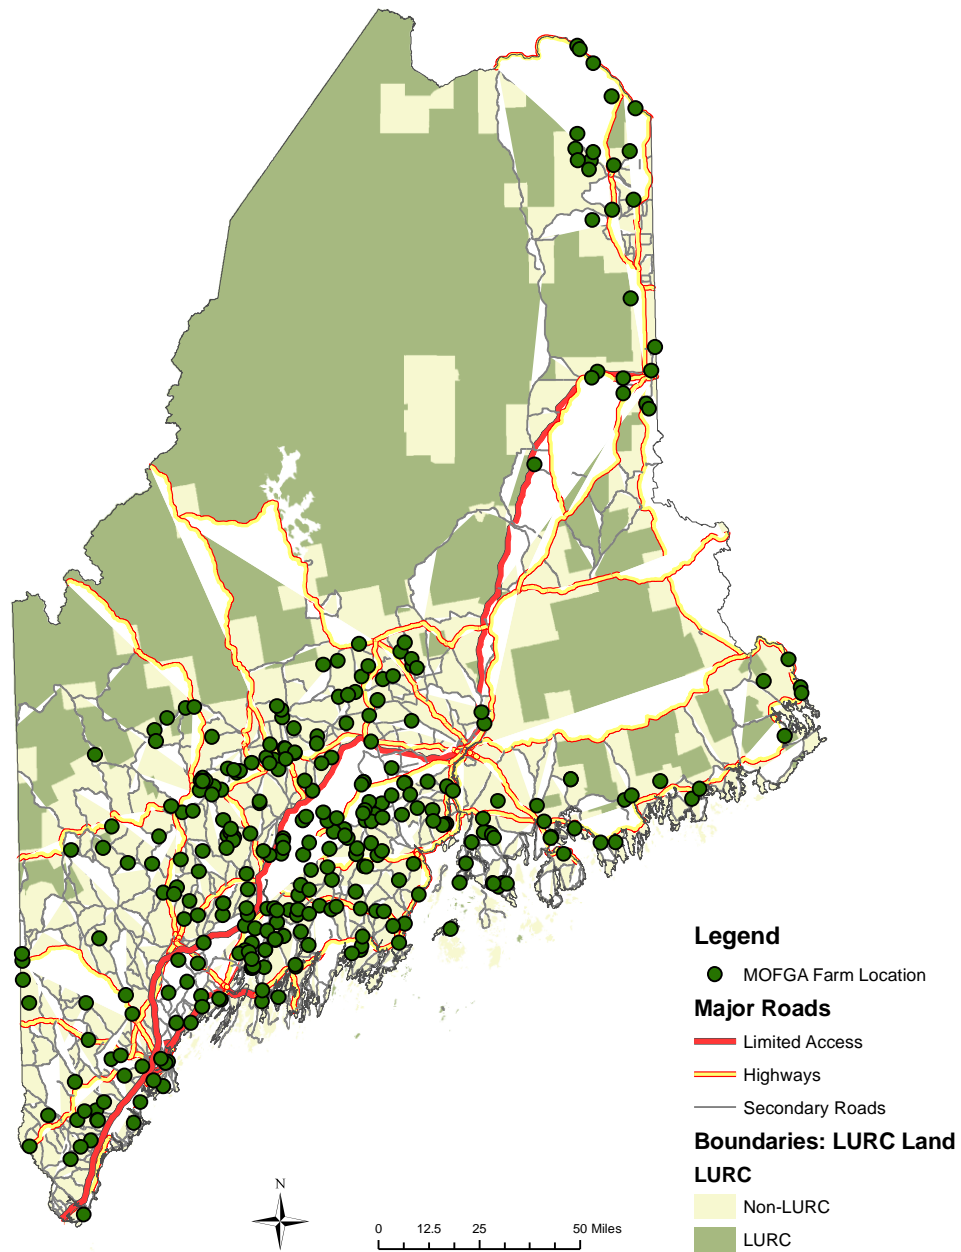 Legend
MOFGA Farm Location
Major Roads
Limited Access
Highways
Secondary Roads
Boundaries: LURC Land
LURC
Non-LURC
LURC
N
0 12.5 25 50 Miles